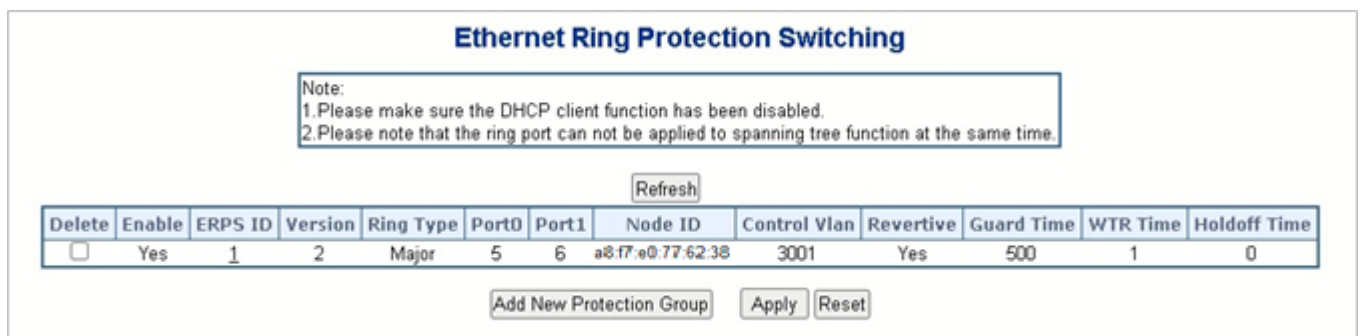 Ethernet Ring Protection Switching
Note:
1.Please make sure the DHCP client function has been disabled.
2.Please note that the ring port can not be applied to spanning tree function at the same time.
Refresh
Delete Enable ERPS ID Version Ring Type Port0 Port1 Node ID Control Vlan Revertive Guard Time WTR Time Holdoff Time
Yes 1 2 Major 5 6 a8:f7:e0:77:62:38 3001 Yes 500 1 0
Add New Protection Group Apply Reset